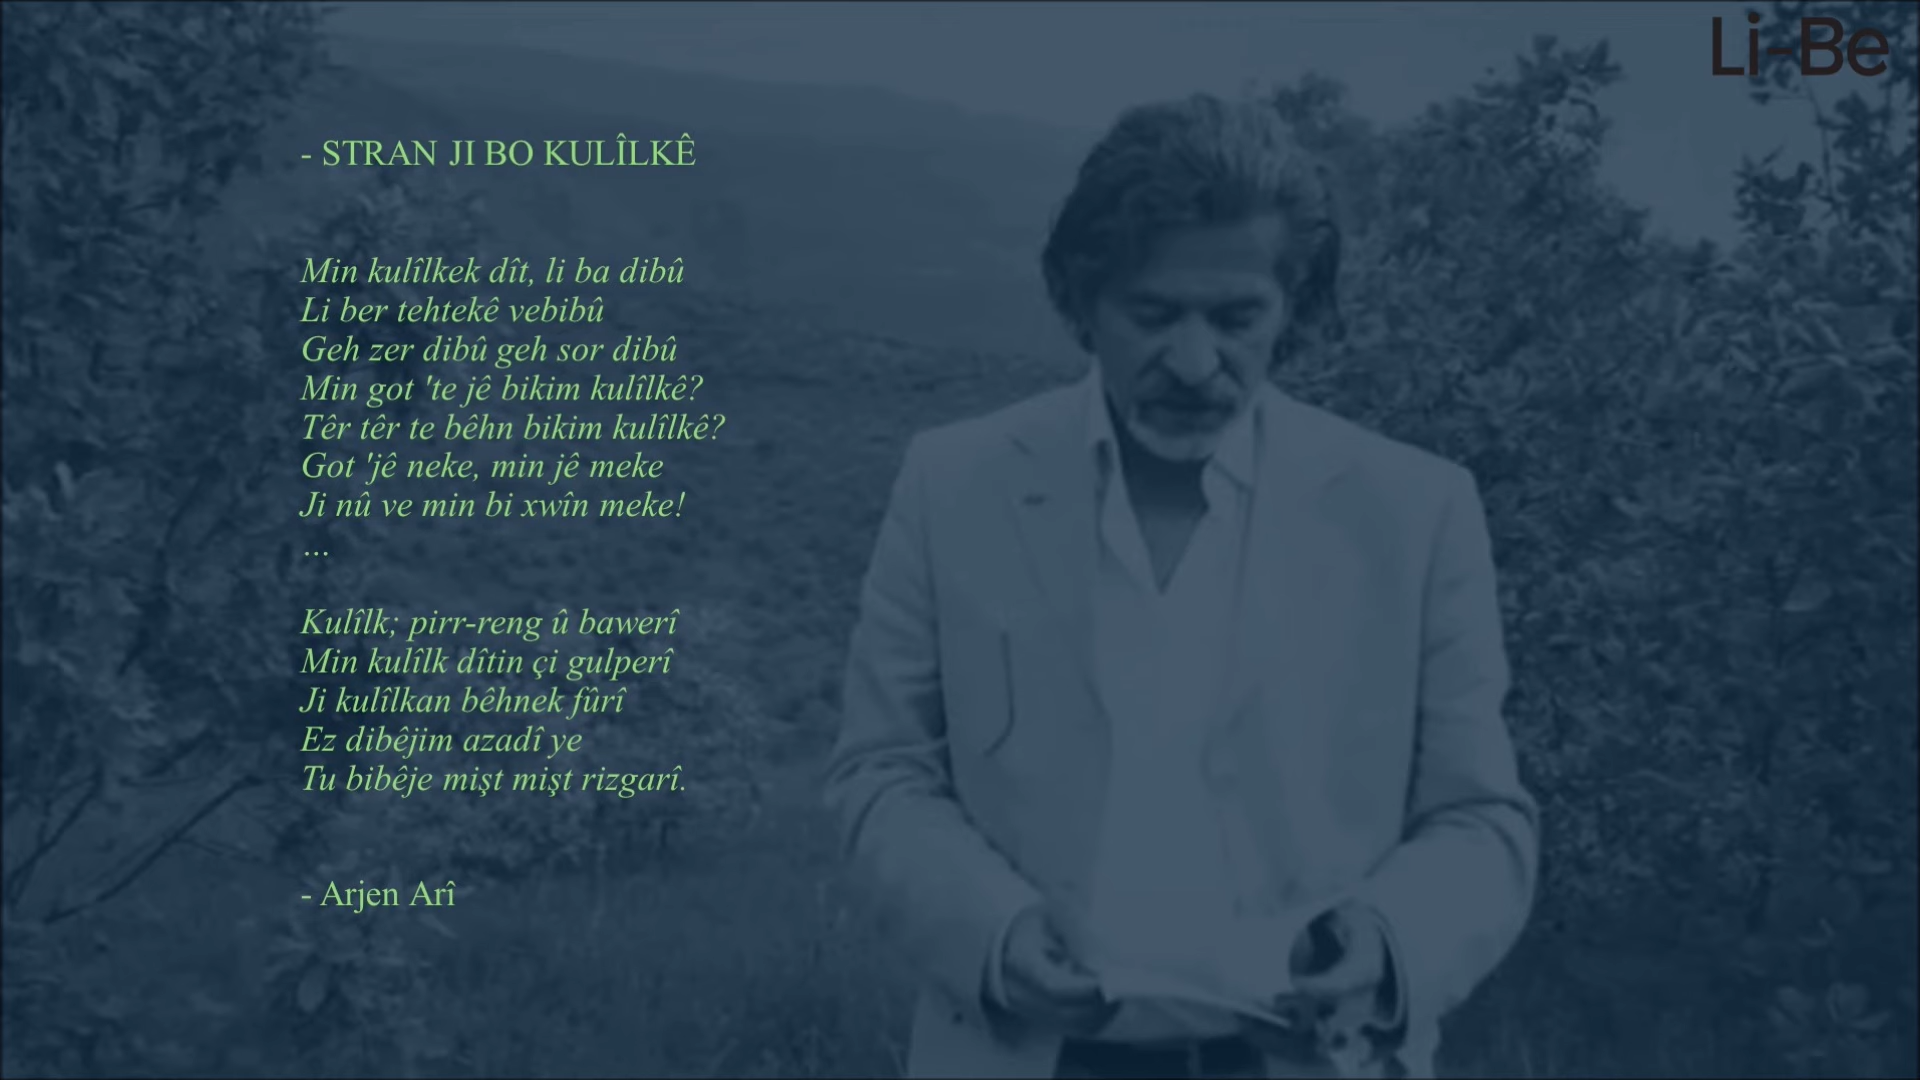 Li-Be
- STRAN JI BO KULÎLKÊ
Min kulîlkek dît, li ba dibû
Li ber tehtekê vebibû
Geh zer dibû geh sor dibû
Min got 'te jê bikim kulîlkê?
Têr têr te bêhn bikim kulîlkê?
Got 'jê neke, min jê meke
Ji nû ve min bi xwîn meke!
...
Kulîlk; pirr-reng û bawerî
Min kulîlk dîtin çi gulperî
Ji kulîlkan bêhnek fûrî
Ez dibêjim azadî ye
Tu bibêje mişt mişt rizgarî.
- Arjen Arî